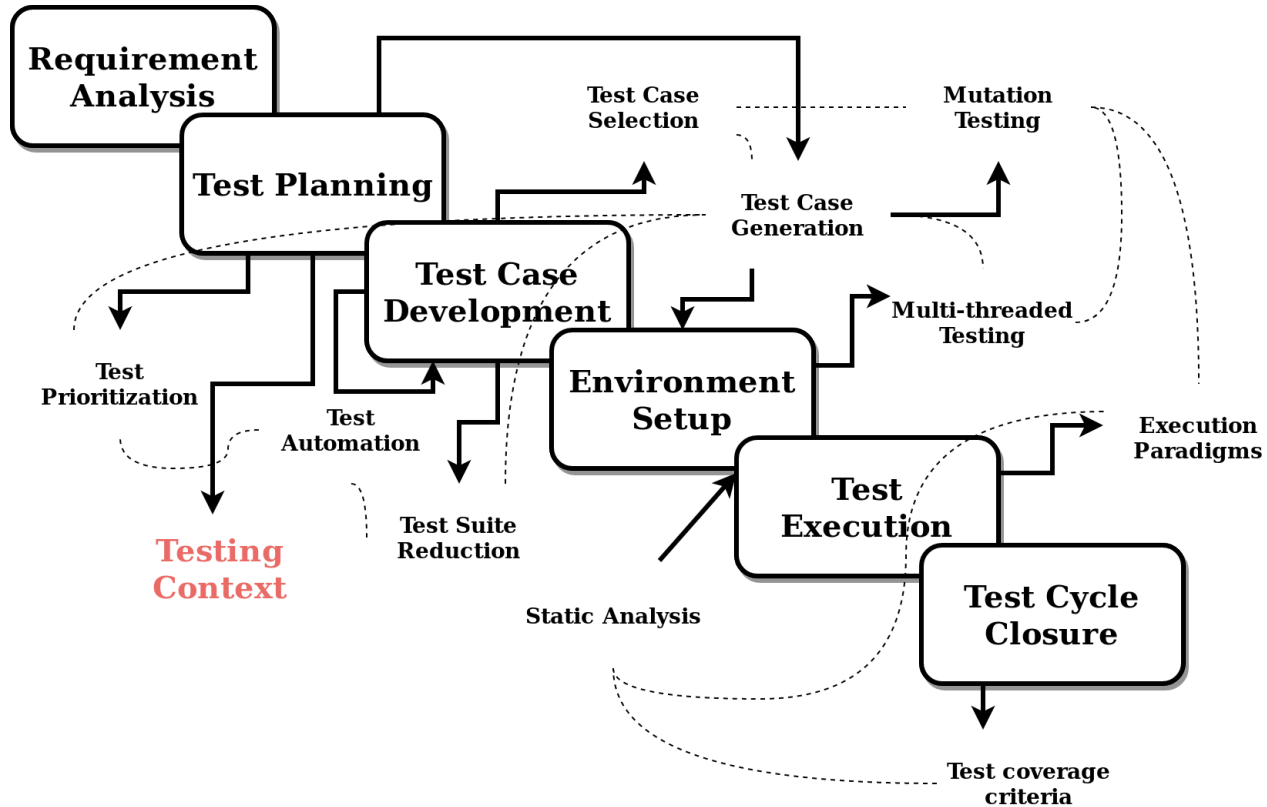 Requirement
Analysis
Test Planning
Test Case
Selection
Mutation
Testing
Test Case
Generation
Test Case
Development
Multi-threaded
Testing
Test
Prioritization
Environment
Setup
Test
Automation
Execution
Paradigms
Test
Execution
Test Suite
Reduction
Testing
Context
Static Analysis
Test Cycle
Closure
Test coverage
criteria